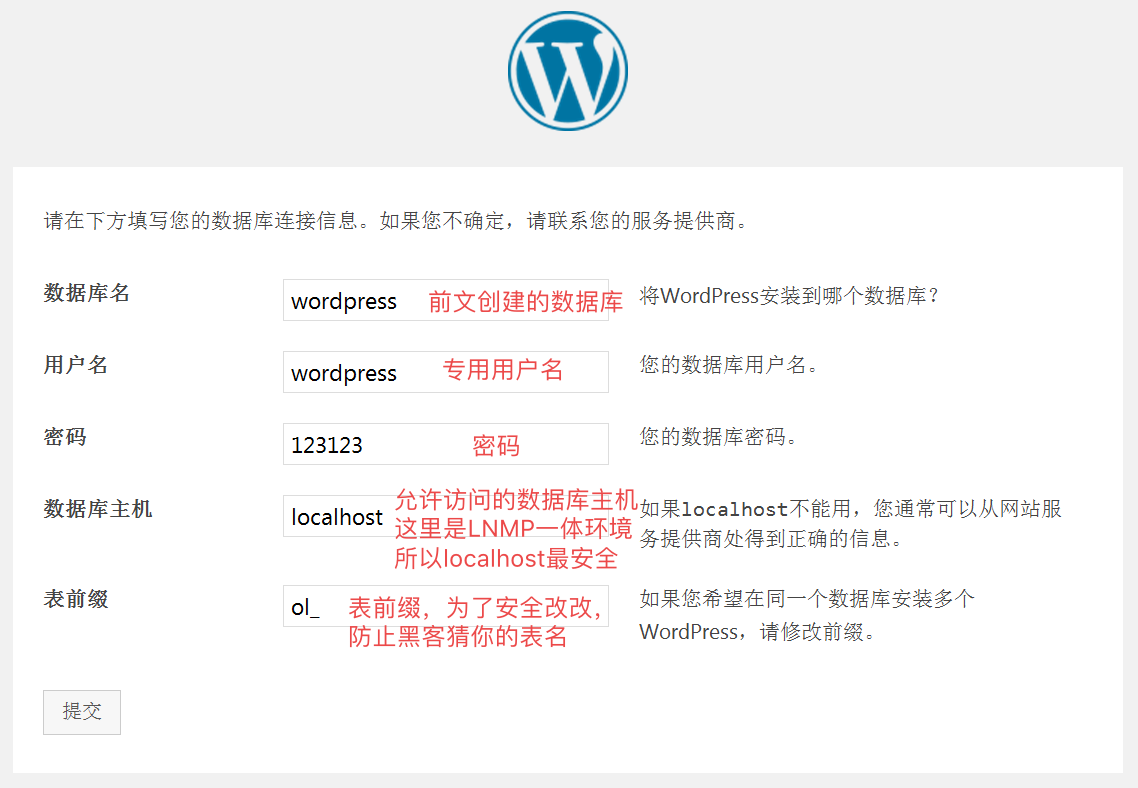 请在下方填写您的数据库连接信息。如果您不确定，请联系您的服务提供商。
数据库名
wordpress
前文创建的数据库
将WordPress安装到哪个数据库？
用户名
wordpress
专用用户名
您的数据库用户名。
密码
123123
密码
您的数据库密码。
数据库主机
localhost
允许访问的数据库主机
这里是LNMP一体环境
所以localhost最安全
如果localhost不能用，您通常可以从网站服
务提供商处得到正确的信息。
表前缀
ol_
表前缀，为了安全改改，
防止黑客猜你的表名
如果您希望在同一个数据库安装多个
WordPress，请修改前缀。
提交